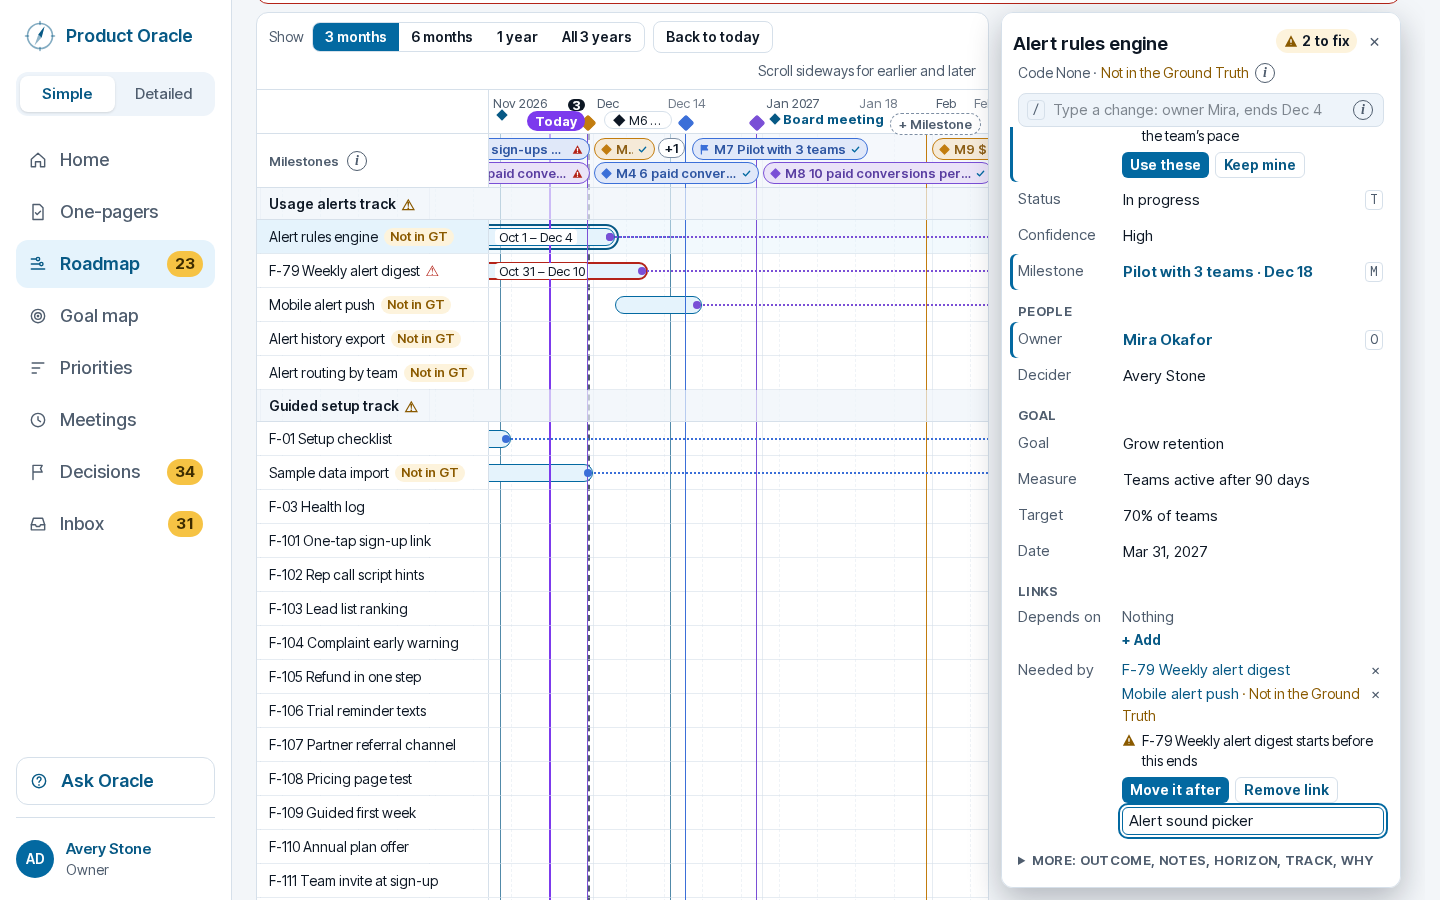 Product Oracle
Simple
Detailed
Home
One-pagers
Roadmap
23
Goal map
Priorities
Meetings
Decisions
34
Inbox
31
Ask Oracle
AD
Avery Stone
Owner
Show
3 months
6 months
1 year
All 3 years
Back to today
Scroll sideways for earlier and later
Nov 2026
3
Dec
Dec 14
Jan 2027
Jan 18
Feb
Today
M6 …
Board meeting
+ Milestone
Milestones
i
sign-ups …
M..
+1
M7 Pilot with 3 teams
M9 $
paid conve…
M4 6 paid conver…
M8 10 paid conversions per…
Usage alerts track
Alert rules engine
Not in GT
Oct 1 – Dec 4
F-79 Weekly alert digest
Oct 31 – Dec 10
Mobile alert push
Not in GT
Alert history export
Not in GT
Alert routing by team
Not in GT
Guided setup track
F-01 Setup checklist
Sample data import
Not in GT
F-03 Health log
F-101 One-tap sign-up link
F-102 Rep call script hints
F-103 Lead list ranking
F-104 Complaint early warning
F-105 Refund in one step
F-106 Trial reminder texts
F-107 Partner referral channel
F-108 Pricing page test
F-109 Guided first week
F-110 Annual plan offer
F-111 Team invite at sign-up
Alert rules engine
2 to fix
×
Code None · Not in the Ground Truth
i
/ Type a change: owner Mira, ends Dec 4
i
the team’s pace
Use these
Keep mine
Status
In progress
T
Confidence
High
Milestone
Pilot with 3 teams · Dec 18
M
PEOPLE
Owner
Mira Okafor
O
Decider
Avery Stone
GOAL
Goal
Grow retention
Measure
Teams active after 90 days
Target
70% of teams
Date
Mar 31, 2027
LINKS
Depends on
Nothing
+ Add
Needed by
F-79 Weekly alert digest
×
Mobile alert push · Not in the Ground
Truth
×
F-79 Weekly alert digest starts before
this ends
Move it after
Remove link
Alert sound picker
MORE: OUTCOME, NOTES, HORIZON, TRACK, WHY